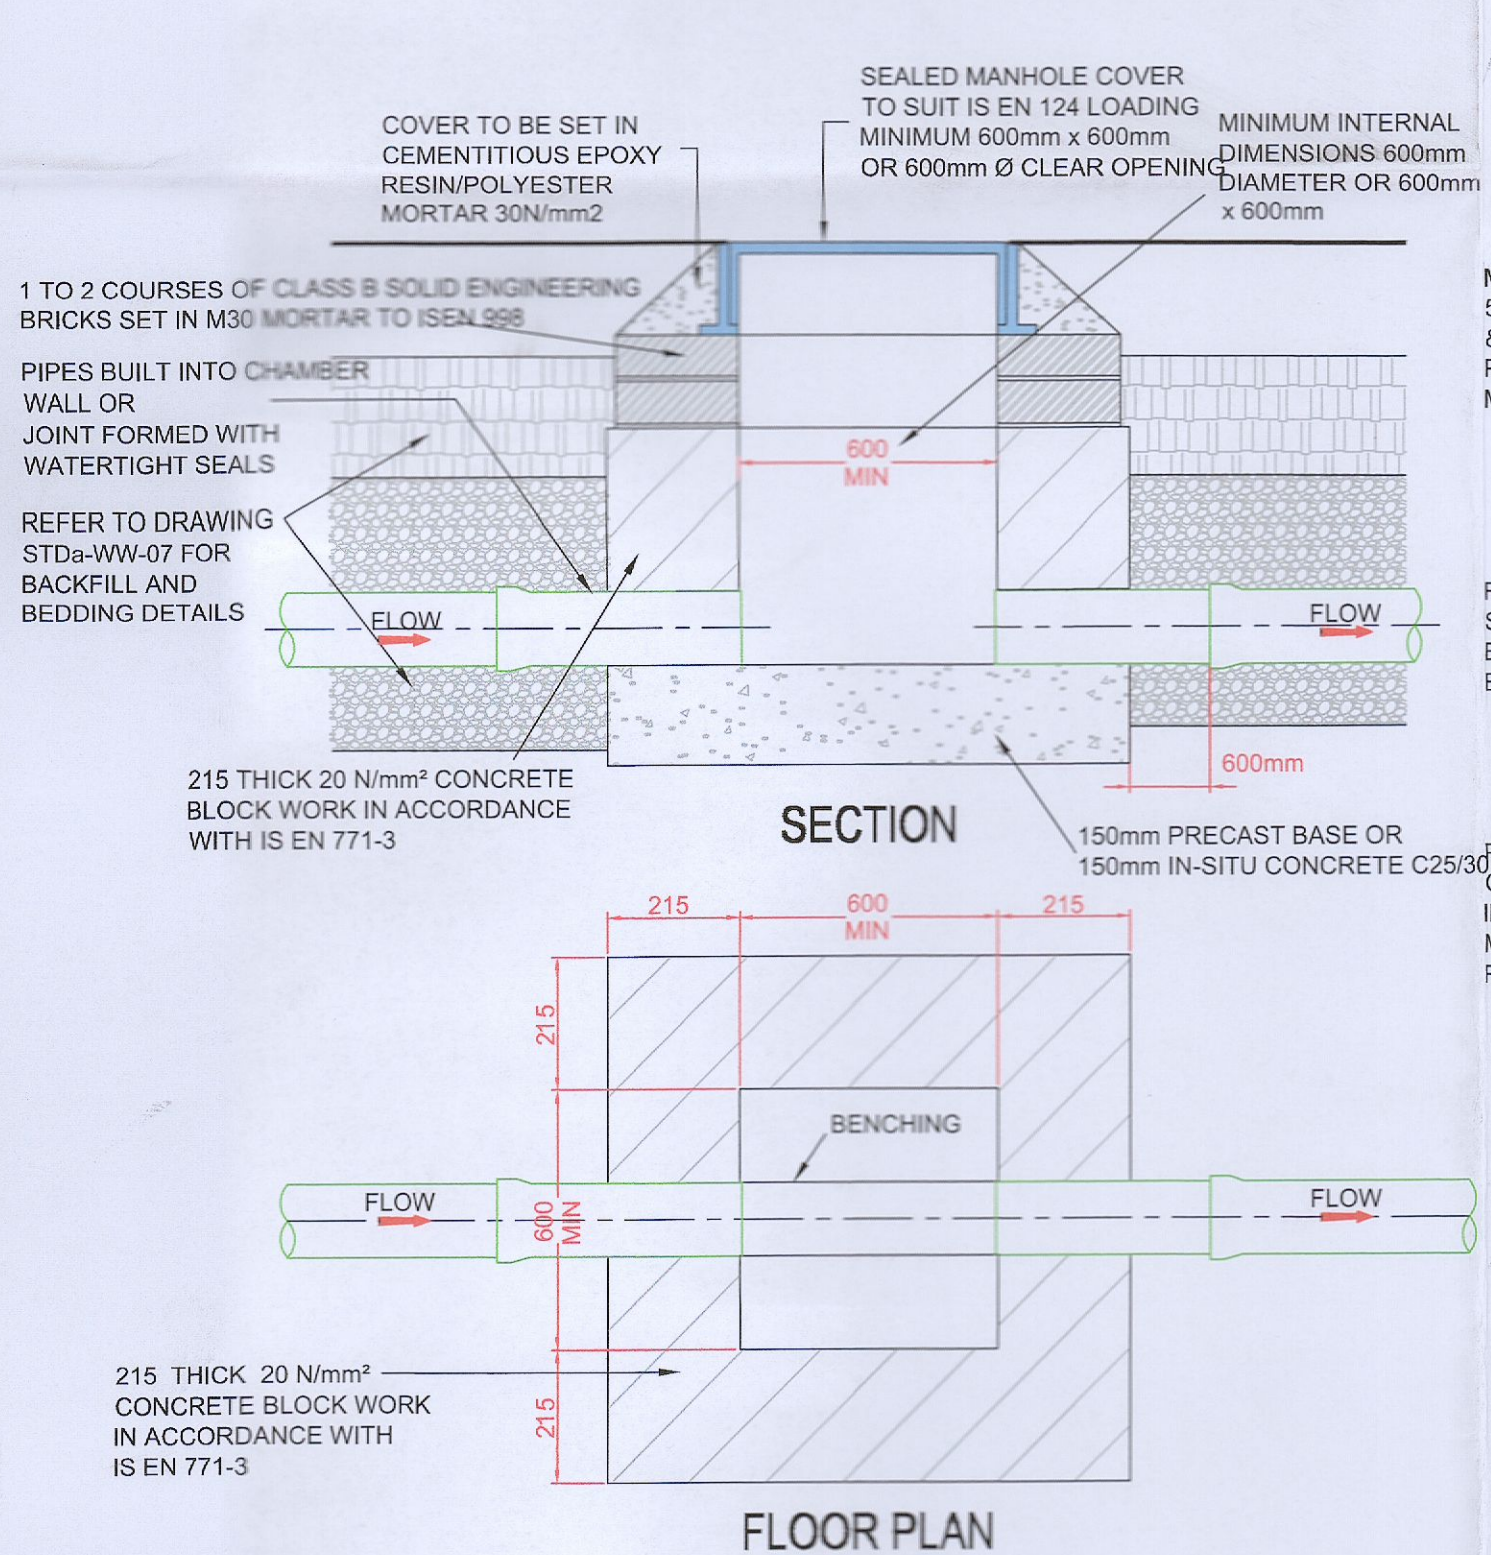 SEALED MANHOLE COVER
TO SUIT IS EN 124 LOADING
MINIMUM 600mm x 600mm
OR 600mm Ø CLEAR OPENING
COVER TO BE SET IN
CEMENTITIOUS EPOXY
RESIN/POLYESTER
MORTAR 30N/mm2
MINIMUM INTERNAL
DIMENSIONS 600mm
DIAMETER OR 600mm
x 600mm
1 TO 2 COURSES OF CLASS B SOLID ENGINEERING
BRICKS SET IN M30 MORTAR TO ISEN 998
PIPES BUILT INTO CHAMBER
WALL OR
JOINT FORMED WITH
WATERTIGHT SEALS
600
MIN
REFER TO DRAWING
STDa-WW-07 FOR
BACKFILL AND
BEDDING DETAILS
FLOW
FLOW
600mm
215 THICK 20 N/mm² CONCRETE
BLOCK WORK IN ACCORDANCE
WITH IS EN 771-3
SECTION
150mm PRECAST BASE OR
150mm IN-SITU CONCRETE C25/30
215
600
MIN
215
215
BENCHING
FLOW
600
MIN
FLOW
215
215 THICK 20 N/mm²
CONCRETE BLOCK WORK
IN ACCORDANCE WITH
IS EN 771-3
FLOOR PLAN